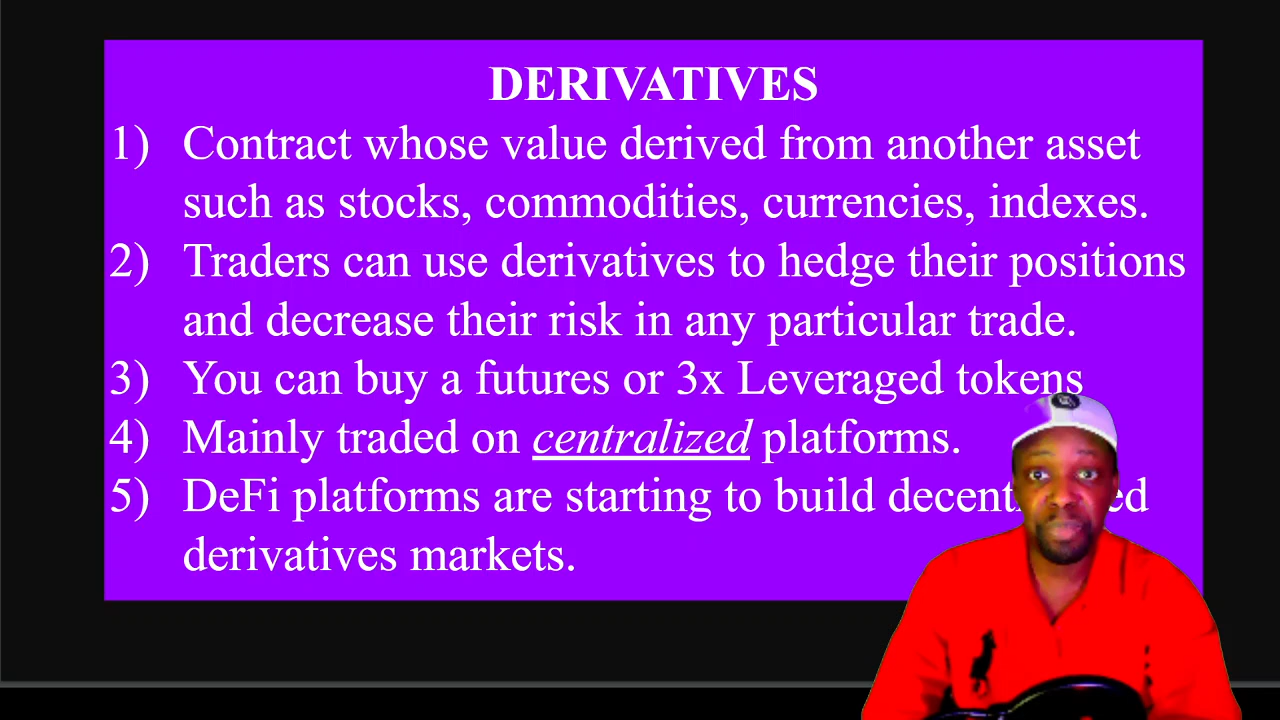 DERIVATIVES
1) Contract whose value derived from another asset
such as stocks, commodities, currencies, indexes.
2) Traders can use derivatives to hedge their positions
and decrease their risk in any particular trade.
3) You can buy a futures or 3x Leveraged tokens
4) Mainly traded on centralized platforms.
5) DeFi platforms are starting to build
derivatives markets.